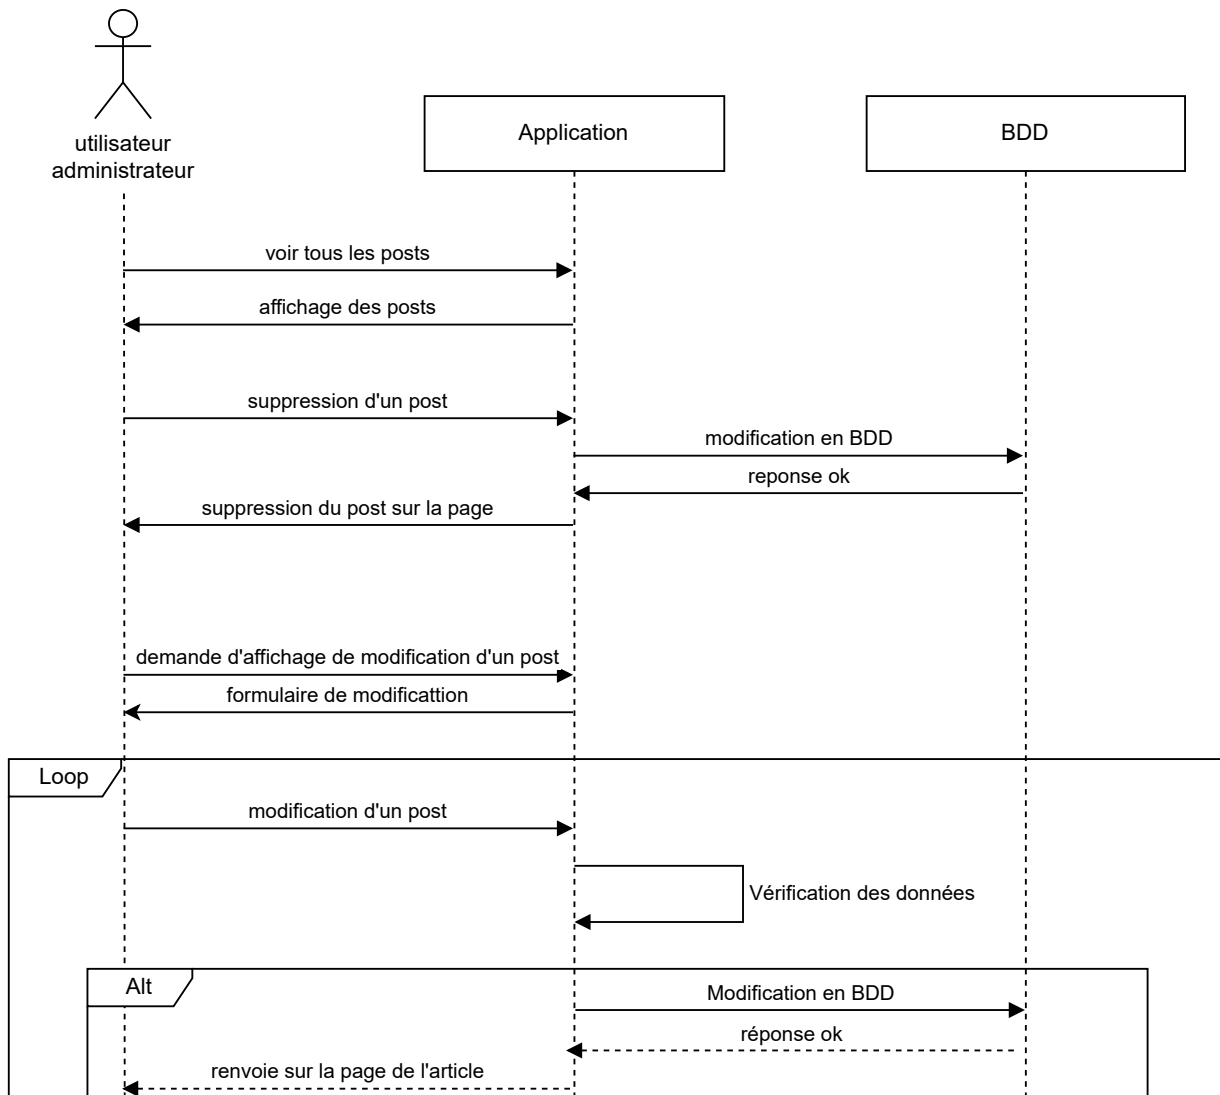 utilisateur
administrateur
Application
BDD
voir tous les posts
affichage des posts
suppression d'un post
modification en BDD
reponse ok
suppression du post sur la page
demande d'affichage de modification d'un post
formulaire de modificattion
Loop
modification d'un post
Vérification des données
Alt
Modification en BDD
réponse ok
renvoie sur la page de l'article